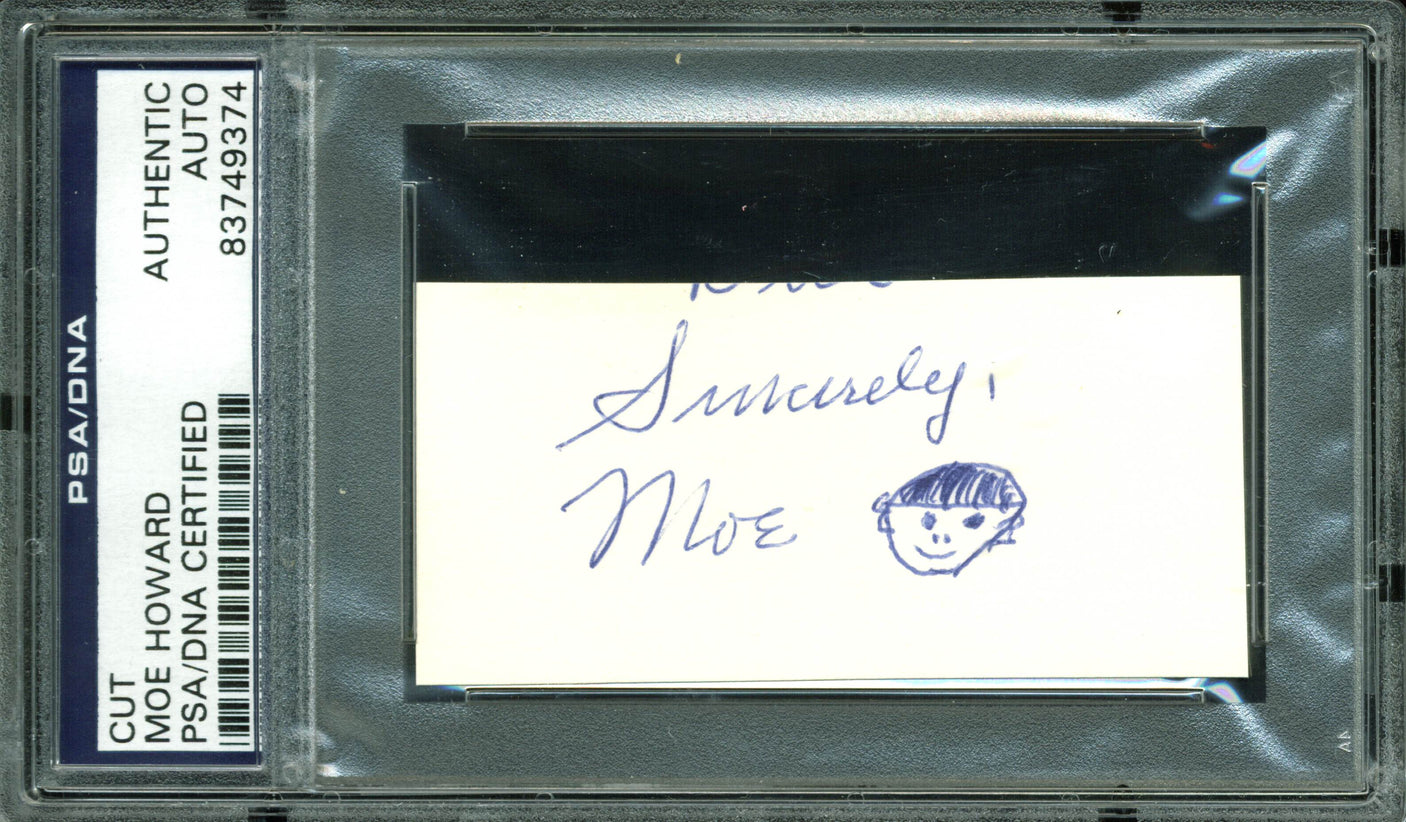 PSA/DNA
CUT AUTHENTIC
MOE HOWARD AUTO
PSA/DNA CERTIFIED 83749374
Sincerely,
Moe